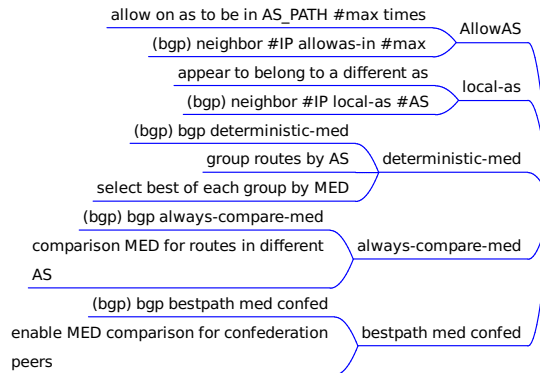 allow on as to be in AS_PATH #max times
AllowAS
(bgp) neighbor #IP allowas-in #max
appear to belong to a different as
local-as
(bgp) neighbor #IP local-as #AS
(bgp) bgp deterministic-med
group routes by AS
deterministic-med
select best of each group by MED
(bgp) bgp always-compare-med
comparison MED for routes in different
AS
always-compare-med
(bgp) bgp bestpath med confed
enable MED comparison for confederation
peers
bestpath med confed